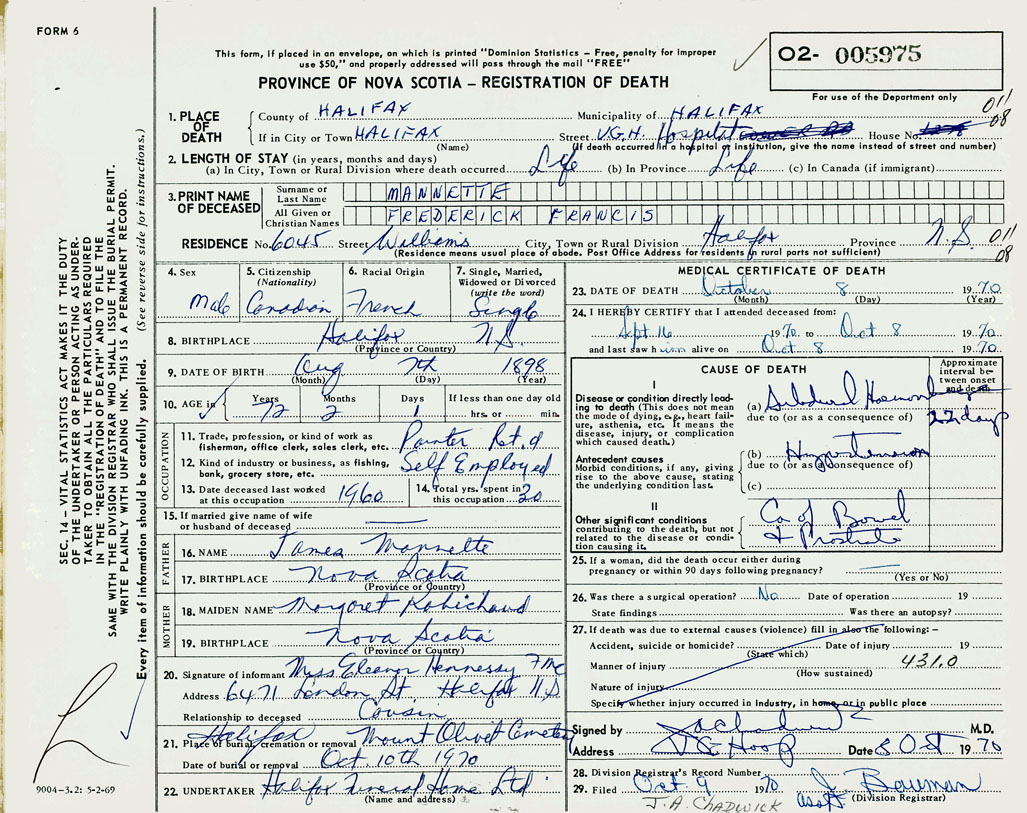 FORM 6
This form, if placed in an envelope, on which is printed "Dominion Statistics – Free, penalty for improper
use $50," and properly addressed will pass through the mail "FREE"
O2- 005975
PROVINCE OF NOVA SCOTIA – REGISTRATION OF DEATH
For use of the Department only
011
08
1. PLACE OF DEATH
County of HALIFAX Municipality of HALIFAX
If in City or Town HALIFAX Street V.G.H. Hospital House No.
(Name) (If death occurred in a hospital or institution, give the name instead of street and number)
2. LENGTH OF STAY (in years, months and days)
(a) In City, Town or Rural Division where death occurred Life (b) In Province Life (c) In Canada (if immigrant)
3. PRINT NAME OF DECEASED
Surname or Last Name MANNETTE
All Given or Christian Names FREDERICK FRANCIS
RESIDENCE No. 6045 Street Williams City, Town or Rural Division Halifax Province N.S. 011
(Residence means usual place of abode. Post Office Address for residents in rural parts not sufficient) 08
4. Sex Male
5. Citizenship (Nationality) Canadian
6. Racial Origin French
7. Single, Married, Widowed or Divorced (write the word) Single
8. BIRTHPLACE Halifax N.S.
(Province or Country)
9. DATE OF BIRTH Aug 7th 1898
(Month) (Day) (Year)
10. AGE Years 72 Months 2 Days 1 If less than one day old hrs. or min.
OCCUPATION
11. Trade, profession, or kind of work as fisherman, office clerk, sales clerk, etc. Painter Ret.d
12. Kind of industry or business, as fishing, bank, grocery store, etc. Self Employed
13. Date deceased last worked at this occupation 1960
14. Total yrs. spent in this occupation 20
15. If married give name of wife or husband of deceased
FATHER
16. NAME James Mannette
17. BIRTHPLACE Nova Scotia
(Province or Country)
MOTHER
18. MAIDEN NAME Margaret Robichaud
19. BIRTHPLACE Nova Scotia
(Province or Country)
20. Signature of informant Miss Eleanor Hennessy
Address 6471 London St. Halifax N.S.
Relationship to deceased Cousin
21. Place of burial, cremation or removal Halifax Mount Olivet Cemetery
Date of burial or removal Oct 10th 1970
22. UNDERTAKER Halifax Funeral Home Ltd
(Name and address)
MEDICAL CERTIFICATE OF DEATH
23. DATE OF DEATH October 8 1970
(Month) (Day) (Year)
24. I HEREBY CERTIFY that I attended deceased from:
Sept 16 1970 to Oct 8 1970
and last saw him alive on Oct 8 1970
CAUSE OF DEATH
Approximate interval between onset and death
I
Disease or condition directly leading to death (This does not mean the mode of dying, e.g., heart failure, asthenia, etc. It means the disease, injury, or complication which caused death.)
(a) Subdural Haemorrhage 22 days
due to (or as a consequence of)
Antecedent causes
Morbid conditions, if any, giving rise to the above cause, stating the underlying condition last.
(b) Hypertension
due to (or as a consequence of)
(c)
II
Other significant conditions contributing to the death, but not related to the disease or condition causing it.
Ca of Bowel
+ Prostate
25. If a woman, did the death occur either during pregnancy or within 90 days following pregnancy?
(Yes or No)
26. Was there a surgical operation? No Date of operation 19
State findings Was there an autopsy?
27. If death was due to external causes (violence) fill in also the following: –
Accident, suicide or homicide? Date of injury 19
(State which)
Manner of injury 431.0
(How sustained)
Nature of injury
Specify whether injury occurred in industry, in home or in public place
Signed by M.D.
Address Date 8 Oct 1970
28. Division Registrar's Record Number
29. Filed Oct 9 1970 J. Bauman
J.A. CHADWICK asst (Division Registrar)
SEC. 14 – VITAL STATISTICS ACT MAKES IT THE DUTY
OF THE UNDERTAKER OR PERSON ACTING AS UNDER-
TAKER TO OBTAIN ALL THE PARTICULARS REQUIRED
IN THE "REGISTRATION OF DEATH" AND TO FILE THE
SAME WITH THE DIVISION REGISTRAR WHO SHALL ISSUE THE BURIAL PERMIT.
WRITE PLAINLY WITH UNFADING INK. THIS IS A PERMANENT RECORD.
Every item of information should be carefully supplied. (See reverse side for instructions.)
9004-3.2: 5-2-69